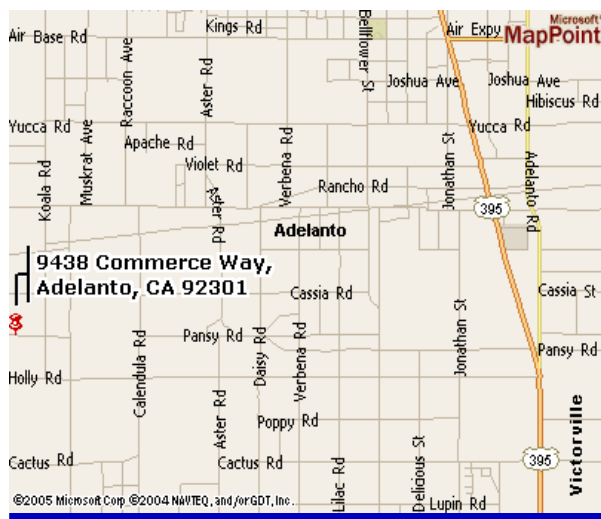 Kings Rd
Air Expy
Microsoft®
MapPoint
Air Base Rd
Raccoon Ave
Aster Rd
Bellflower St
Joshua Ave
Joshua Ave
Hibiscus Rd
Yucca Rd
Muskrat Ave
Apache Rd
Verbena Rd
Yucca Rd
Jonathan St
Adelanto Rd
Violet Rd
Koala Rd
Rancho Rd
Aster Rd
395
Adelanto
9438 Commerce Way,
Adelanto, CA 92301
Cassia Rd
Cassia St
Jonathan St
Pansy Rd
Calendula Rd
Daisy Rd
Verbena Rd
Pansy Rd
Holly Rd
Aster Rd
Poppy Rd
Victorville
Cactus Rd
Cactus Rd
Lilac Rd
Delicious St
395
Lupin Rd
©2005 Microsoft Corp ©2004 NAVTEQ, and/or GDT, Inc.